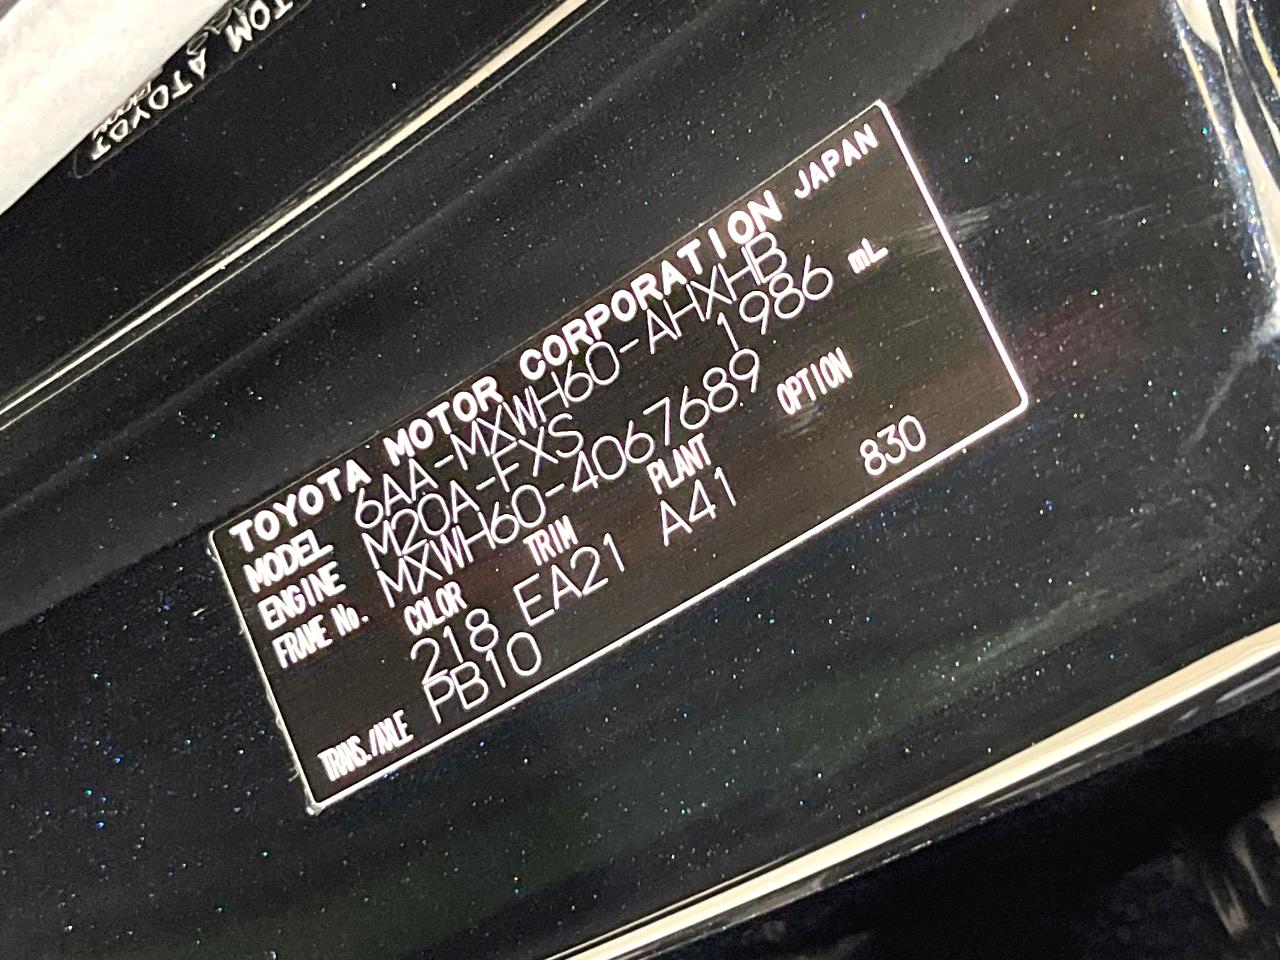 TOYOTA MOTOR CORPORATION JAPAN
MODEL 6AA-MXWH60-AHXHB
ENGINE M20A-FXS 1986 mL
FRAME No. MXWH60-4067689
COLOR TRIM PLANT OPTION
218 EA21 A41 830
TRANS./AXLE PB10